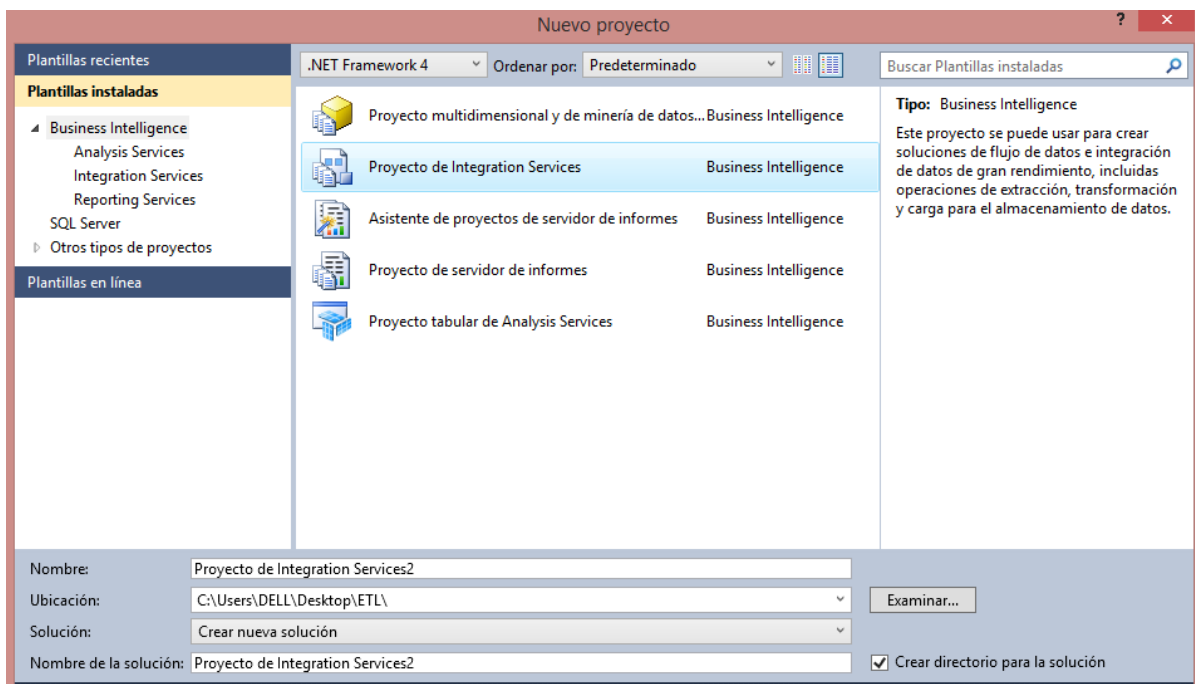 Nuevo proyecto
?
Plantillas recientes
Plantillas instaladas
Business Intelligence
Analysis Services
Integration Services
Reporting Services
SQL Server
Otros tipos de proyectos
Plantillas en línea
.NET Framework 4
Ordenar por: Predeterminado
Proyecto multidimensional y de minería de datos... Business Intelligence
Proyecto de Integration Services Business Intelligence
Asistente de proyectos de servidor de informes Business Intelligence
Proyecto de servidor de informes Business Intelligence
Proyecto tabular de Analysis Services Business Intelligence
Buscar Plantillas instaladas
Tipo: Business Intelligence
Este proyecto se puede usar para crear
soluciones de flujo de datos e integración
de datos de gran rendimiento, incluidas
operaciones de extracción, transformación
y carga para el almacenamiento de datos.
Nombre: Proyecto de Integration Services2
Ubicación: C:\Users\DELL\Desktop\ETL\
Examinar...
Solución: Crear nueva solución
Nombre de la solución: Proyecto de Integration Services2
Crear directorio para la solución